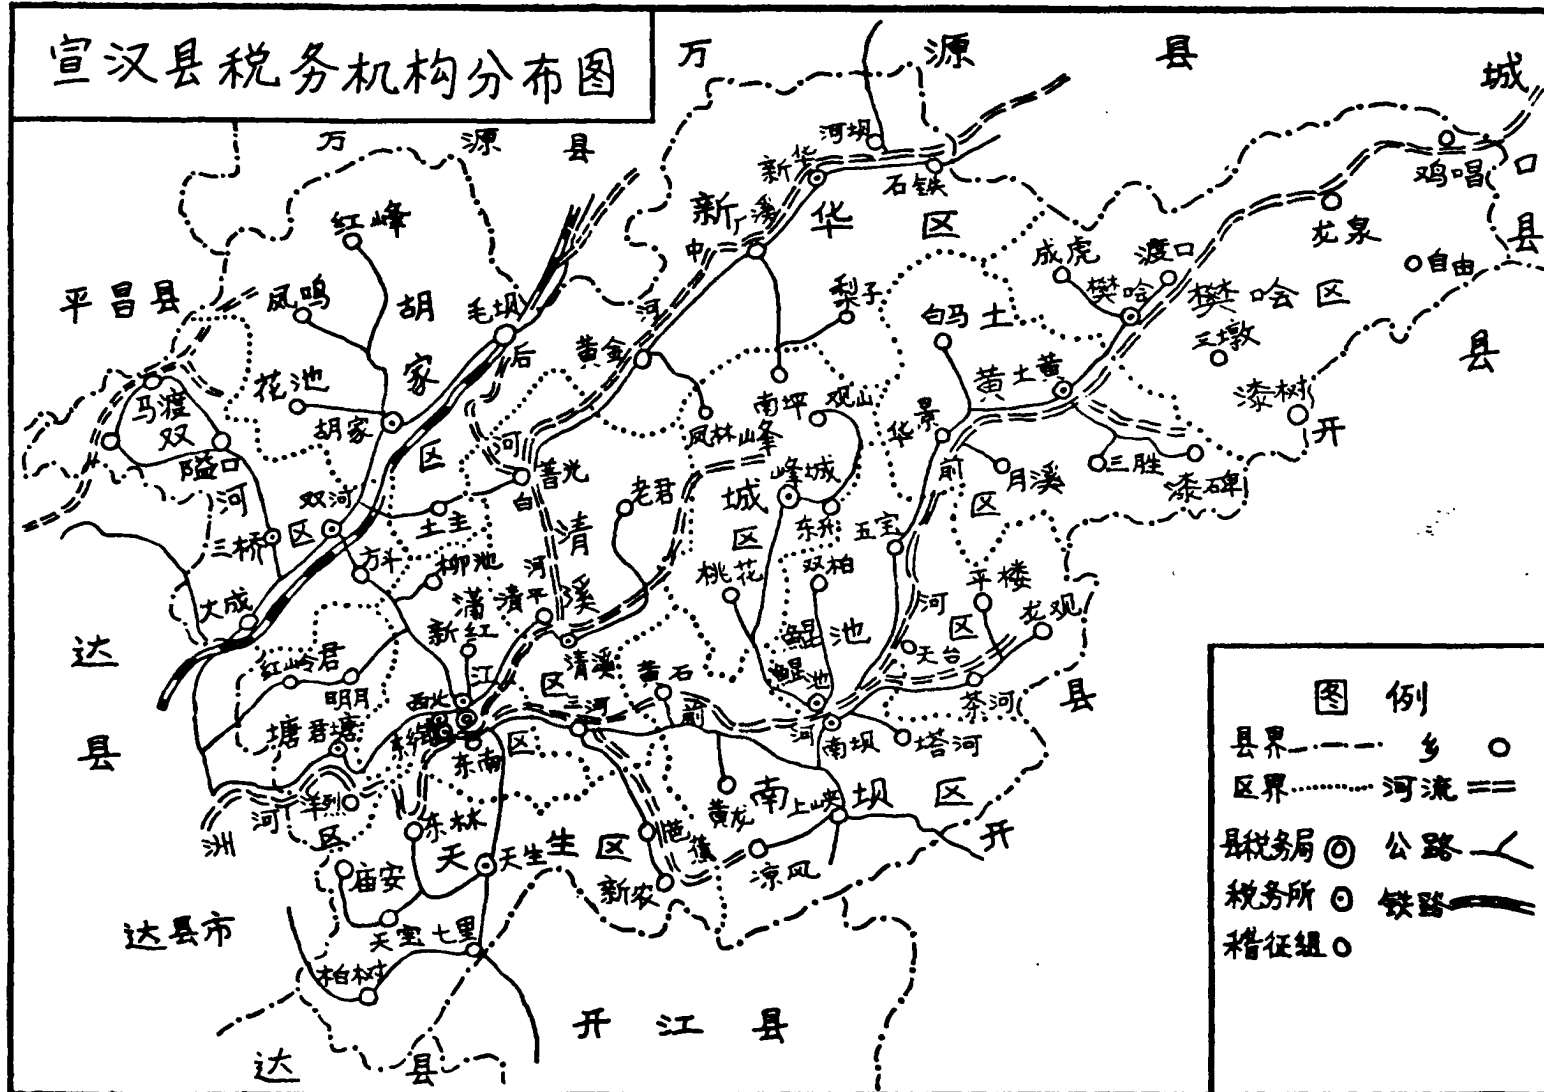 宣汉县税务机构分布图
万 源 县
城
口
县
万 源 县
河坝
新华
石铁
鸡唱
龙泉
自由
新 华 区
广溪
中
红峰
凤鸣
平昌县
胡
家
区
毛坝
后
河
黄金
梨子
成虎
渡口
樊哙
樊哙区
三墩
漆树
开
县
白马
土
黄
土黄
花池
胡家
马渡
双
隘口
河
区
双河
三桥
大成
南坪
观山
凤林
峰
城
区
峰城
东升
华景
前
区
月溪
三胜
漆碑
河
普光
白
土主
老君
清
溪
区
五宝
桃花
双柏
平楼
龙观
方斗
柳池
河
清平
新红
江
清溪
鲲池
鲲池
河
区
天台
茶河
达
县
红岭
君
明月
塘
君塘
西北
东南
区
三河
黄石
前
河
南坝
塔河
县
羊烈
区
河
洲
东林
天 生 区
天生
庙安
天宝
七里
柏树
芭蕉
新农
黄龙
南
上峡
坝 区
凉风
开
达县市
开 江 县
达 县
图 例
县界
乡
区界
河流
县税务局
公路
税务所
铁路
稽征组